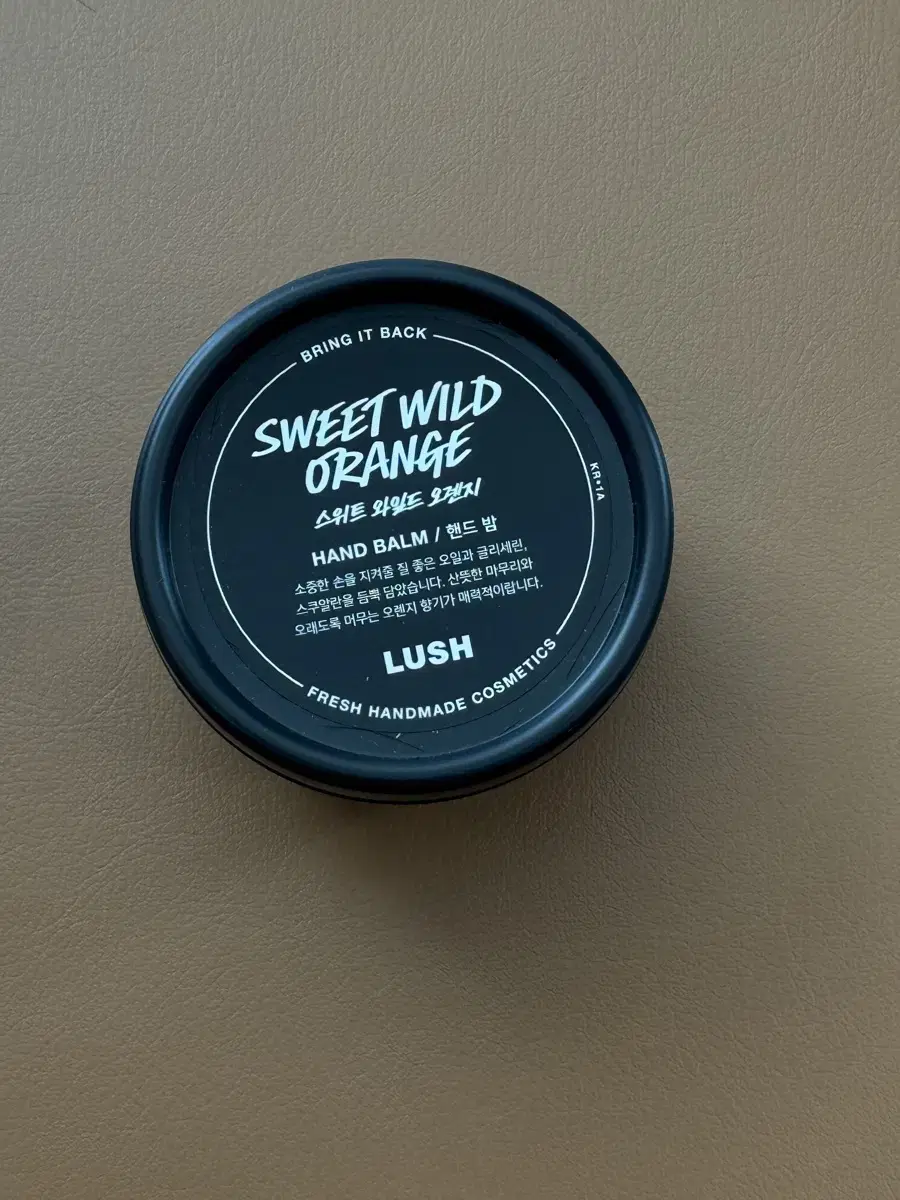 BRING IT BACK
SWEET WILD
ORANGE
스위트 와일드 오렌지
KR•1A
HAND BALM / 핸드 밤
소중한 손을 지켜줄 질 좋은 오일과 글리세린,
스쿠알란을 듬뿍 담았습니다. 산뜻한 마무리와
오래도록 머무는 오렌지 향기가 매력적이랍니다.
LUSH
FRESH HANDMADE COSMETICS